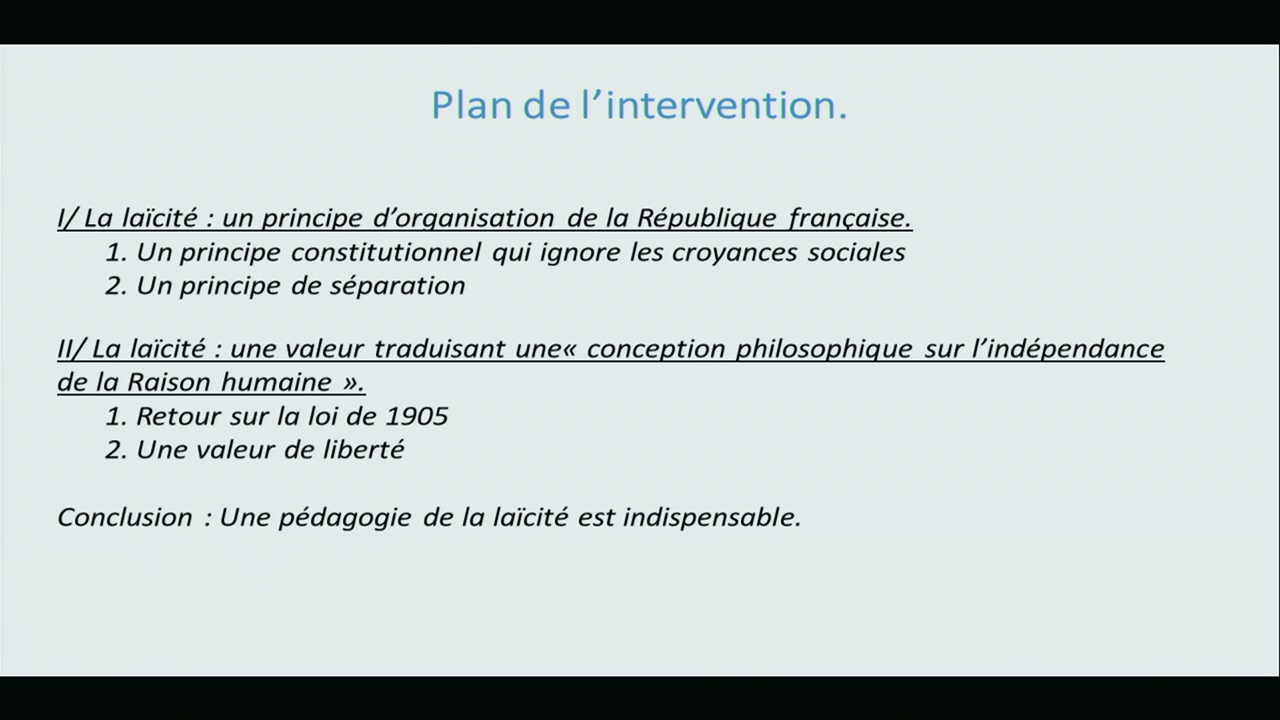 Plan de l’intervention.
I/ La laïcité : un principe d’organisation de la République française.
1. Un principe constitutionnel qui ignore les croyances sociales
2. Un principe de séparation
II/ La laïcité : une valeur traduisant une« conception philosophique sur l’indépendance
de la Raison humaine ».
1. Retour sur la loi de 1905
2. Une valeur de liberté
Conclusion : Une pédagogie de la laïcité est indispensable.